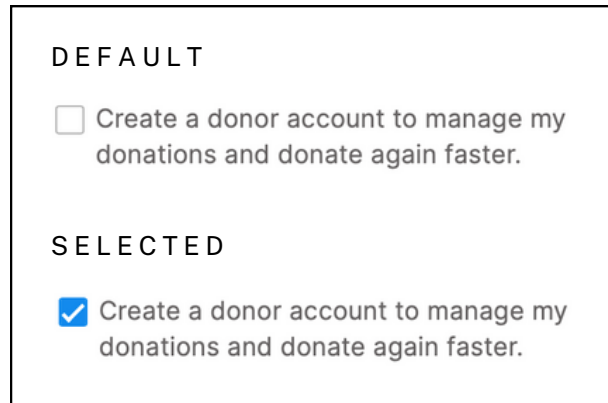 DEFAULT
Create a donor account to manage my
donations and donate again faster.
SELECTED
Create a donor account to manage my
donations and donate again faster.